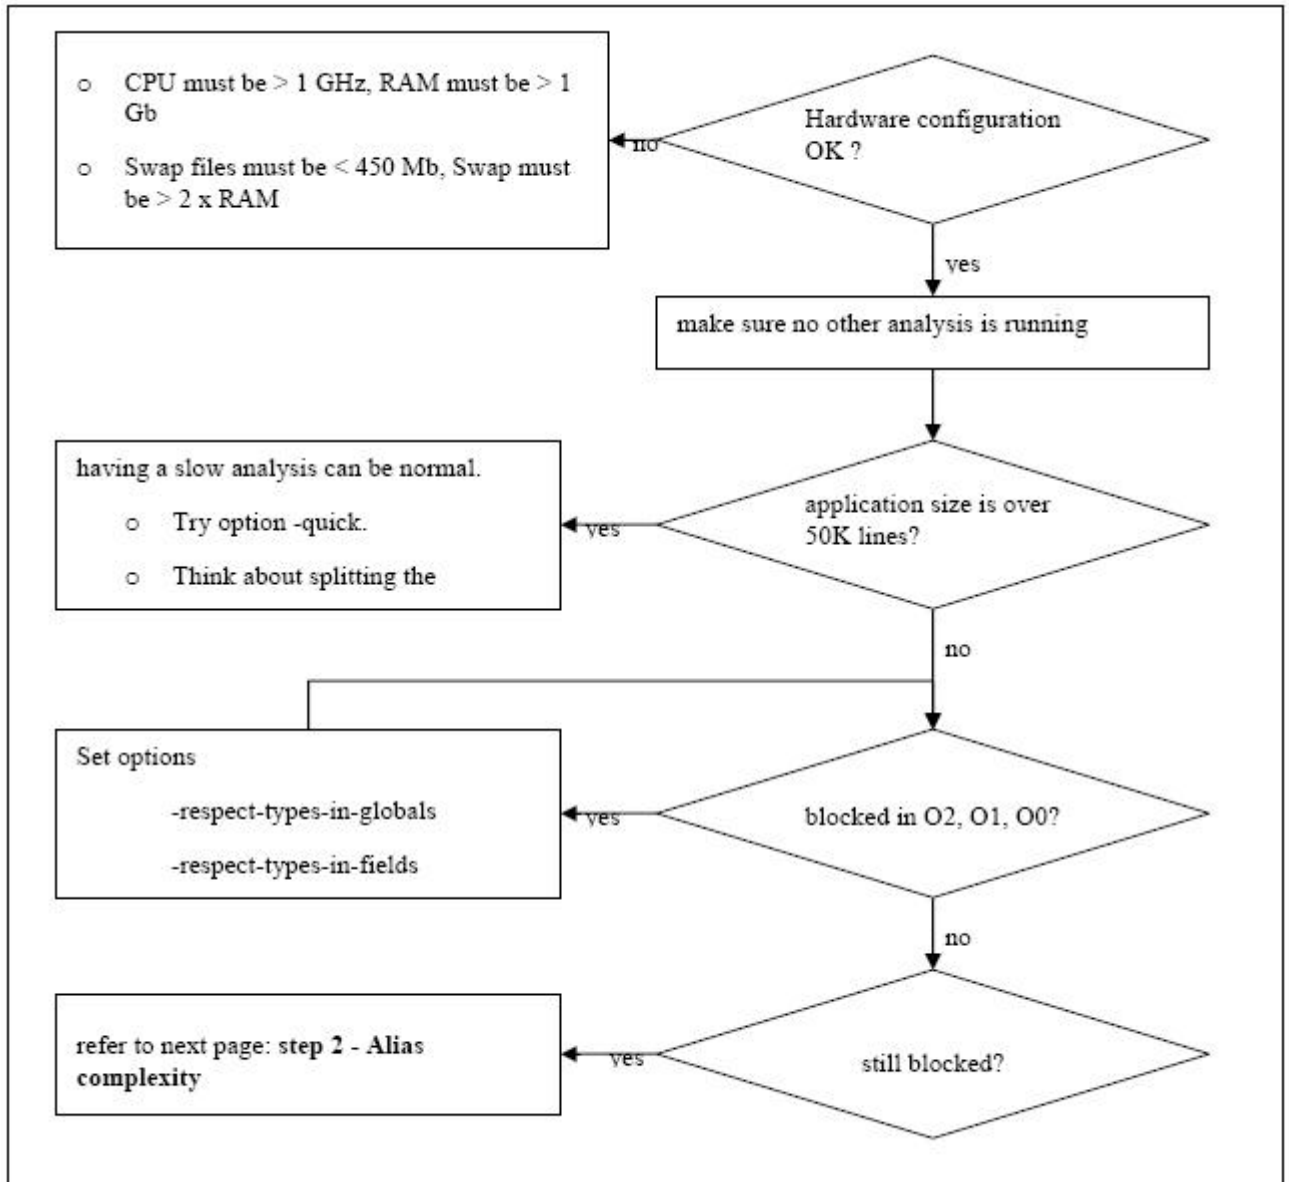 o CPU must be > 1 GHz, RAM must be > 1
Gb
o Swap files must be < 450 Mb, Swap must
be > 2 x RAM
Hardware configuration
OK ?
no
yes
make sure no other analysis is running
having a slow analysis can be normal.
o Try option -quick.
o Think about splitting the
application size is over
50K lines?
yes
no
Set options
-respect-types-in-globals
-respect-types-in-fields
blocked in O2, O1, O0?
yes
no
refer to next page: step 2 - Alias
complexity
still blocked?
yes